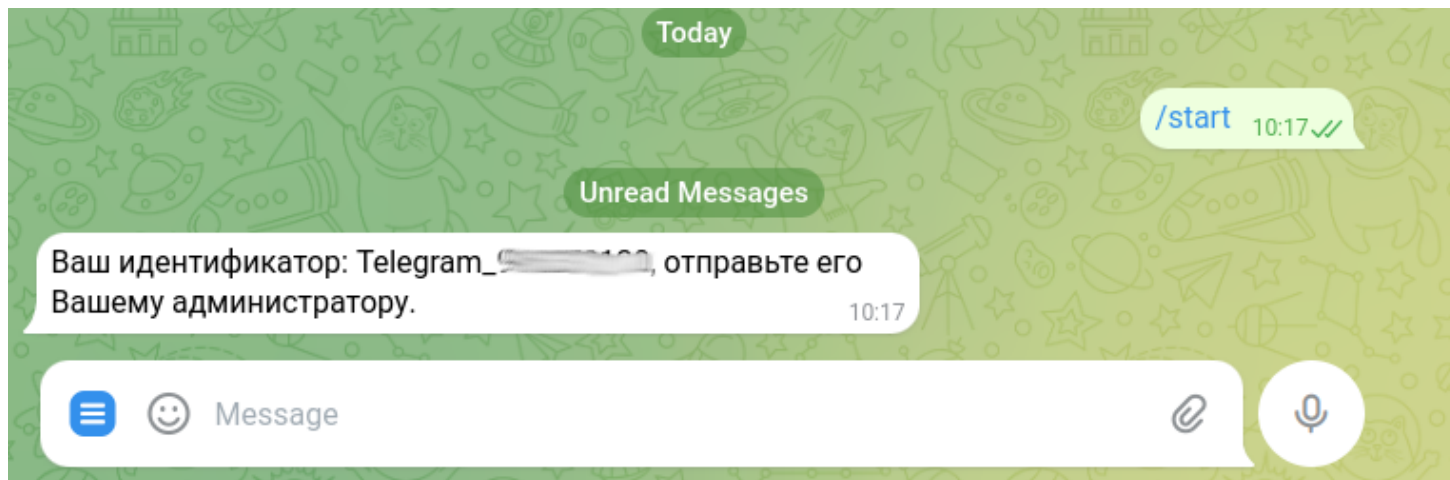 Today
/start 10:17
Unread Messages
Ваш идентификатор: Telegram_, отправьте его
Вашему администратору.
10:17
Message